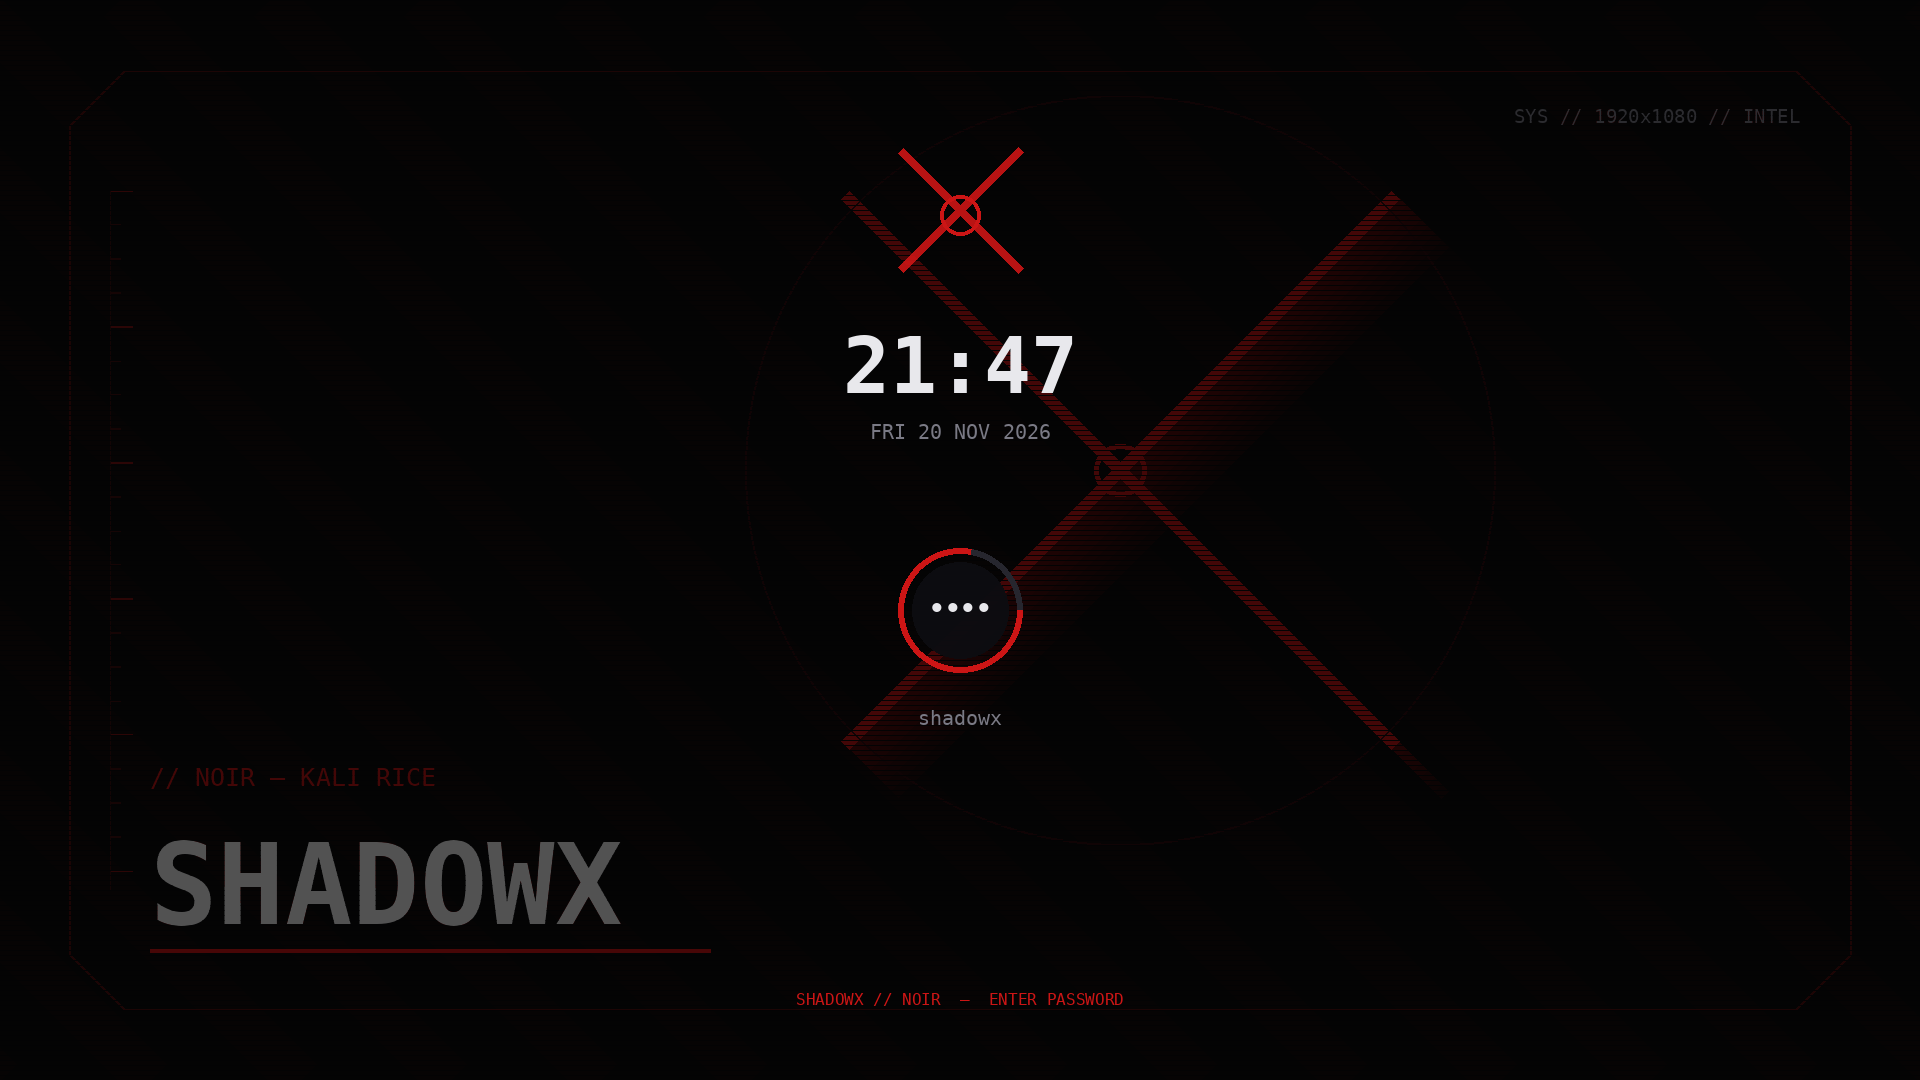 SYS // 1920x1080 // INTEL
21:47
FRI 20 NOV 2026
shadowx
// NOIR — KALI RICE
SHADOWX
SHADOWX // NOIR — ENTER PASSWORD